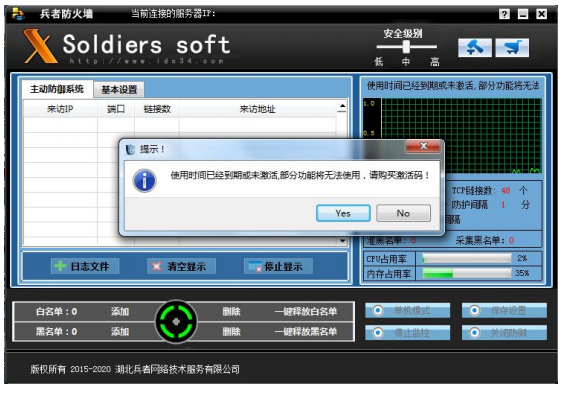 兵者防火墙 当前连接的服务器IP:
Soldiers soft
http://www.ido34.com
安全级别
低 中 高
主动防御系统 基本设置
来访IP 端口 链接数 来访地址
使用时间已经到期或未激活,部分功能将无法
1.0
0.5
提示！
使用时间已经到期或未激活,部分功能将无法使用，请购买激活码！
Yes No
TCP链接数: 48 个
防护间隔 1 分
准黑名单: 0 采集黑名单: 0
CPU占用率 2%
内存占用率 35%
日志文件 清空显示 停止显示
白名单：0 添加 删除 一键释放白名单
黑名单：0 添加 删除 一键释放黑名单
单机模式 保存设置
停止监控 关闭防御
版权所有 2015-2020 湖北兵者网络技术服务有限公司